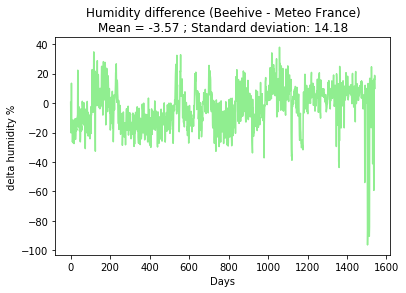 Humidity difference (Beehive - Meteo France)
Mean = -3.57 ; Standard deviation: 14.18
40
20
0
−20
−40
−60
−80
−100
delta humidity %
0 200 400 600 800 1000 1200 1400 1600
Days